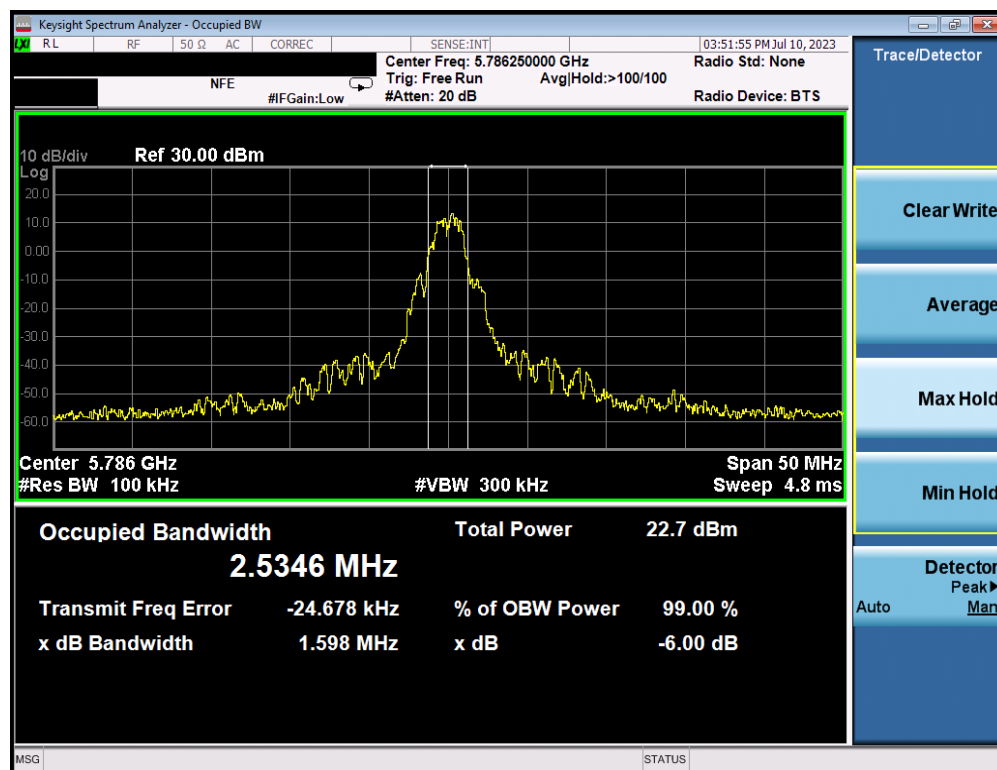 Keysight Spectrum Analyzer - Occupied BW
LXI RL RF 50 Ω AC CORREC SENSE:INT 03:51:55 PM Jul 10, 2023
Center Freq: 5.786250000 GHz Radio Std: None
NFE Trig: Free Run Avg|Hold:>100/100
#IFGain:Low #Atten: 20 dB Radio Device: BTS
10 dB/div Ref 30.00 dBm
Log
20.0
10.0
0.00
-10.0
-20.0
-30.0
-40.0
-50.0
-60.0
Center 5.786 GHz Span 50 MHz
#Res BW 100 kHz #VBW 300 kHz Sweep 4.8 ms
Occupied Bandwidth Total Power 22.7 dBm
2.5346 MHz
Transmit Freq Error -24.678 kHz % of OBW Power 99.00 %
x dB Bandwidth 1.598 MHz x dB -6.00 dB
MSG STATUS
Trace/Detector
Clear Write
Average
Max Hold
Min Hold
Detector
Peak▶
Auto Man